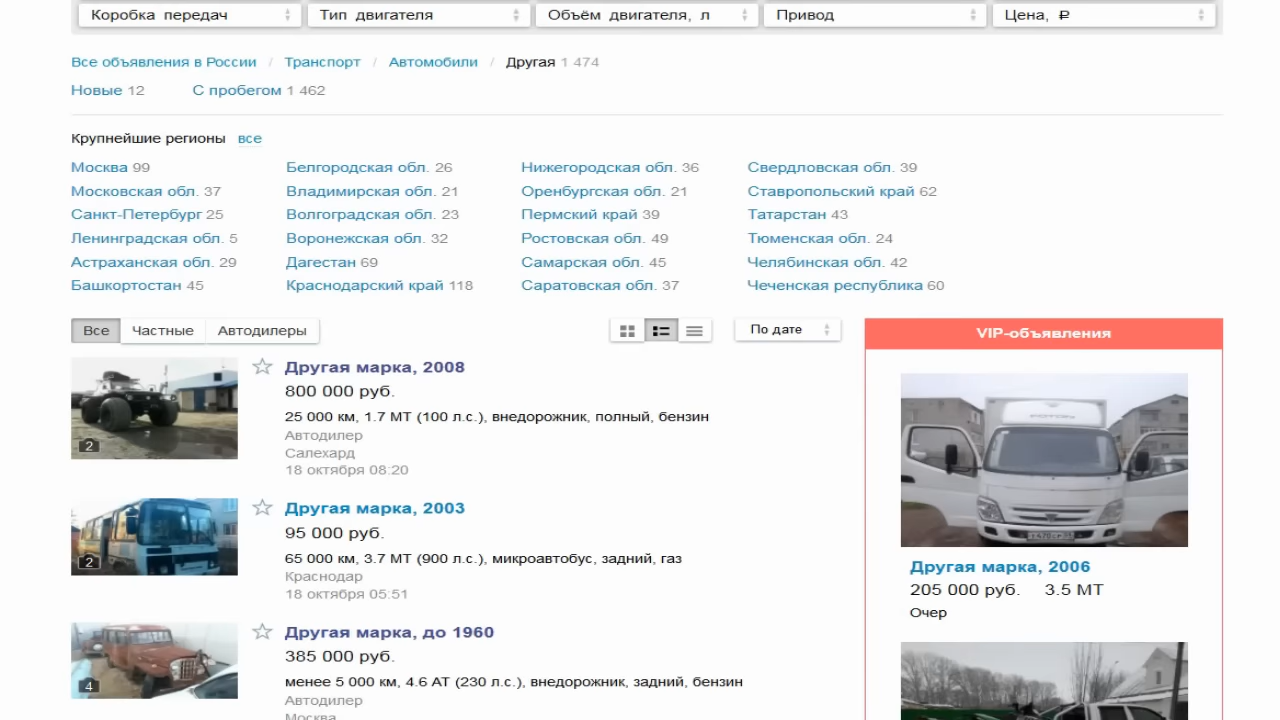 Коробка передач Тип двигателя Объём двигателя, л Привод Цена, ₽
Все объявления в России / Транспорт / Автомобили / Другая 1 474
Новые 12 С пробегом 1 462
Крупнейшие регионы все
Москва 99 Белгородская обл. 26 Нижегородская обл. 36 Свердловская обл. 39
Московская обл. 37 Владимирская обл. 21 Оренбургская обл. 21 Ставропольский край 62
Санкт-Петербург 25 Волгоградская обл. 23 Пермский край 39 Татарстан 43
Ленинградская обл. 5 Воронежская обл. 32 Ростовская обл. 49 Тюменская обл. 24
Астраханская обл. 29 Дагестан 69 Самарская обл. 45 Челябинская обл. 42
Башкортостан 45 Краснодарский край 118 Саратовская обл. 37 Чеченская республика 60
Все Частные Автодилеры По дате
2
Другая марка, 2008
800 000 руб.
25 000 км, 1.7 МТ (100 л.с.), внедорожник, полный, бензин
Автодилер
Салехард
18 октября 08:20
2
Другая марка, 2003
95 000 руб.
65 000 км, 3.7 МТ (900 л.с.), микроавтобус, задний, газ
Краснодар
18 октября 05:51
4
Другая марка, до 1960
385 000 руб.
менее 5 000 км, 4.6 АТ (230 л.с.), внедорожник, задний, бензин
Автодилер
Москва
VIP-объявления
FOTON
Другая марка, 2006
205 000 руб. 3.5 МТ
Очер